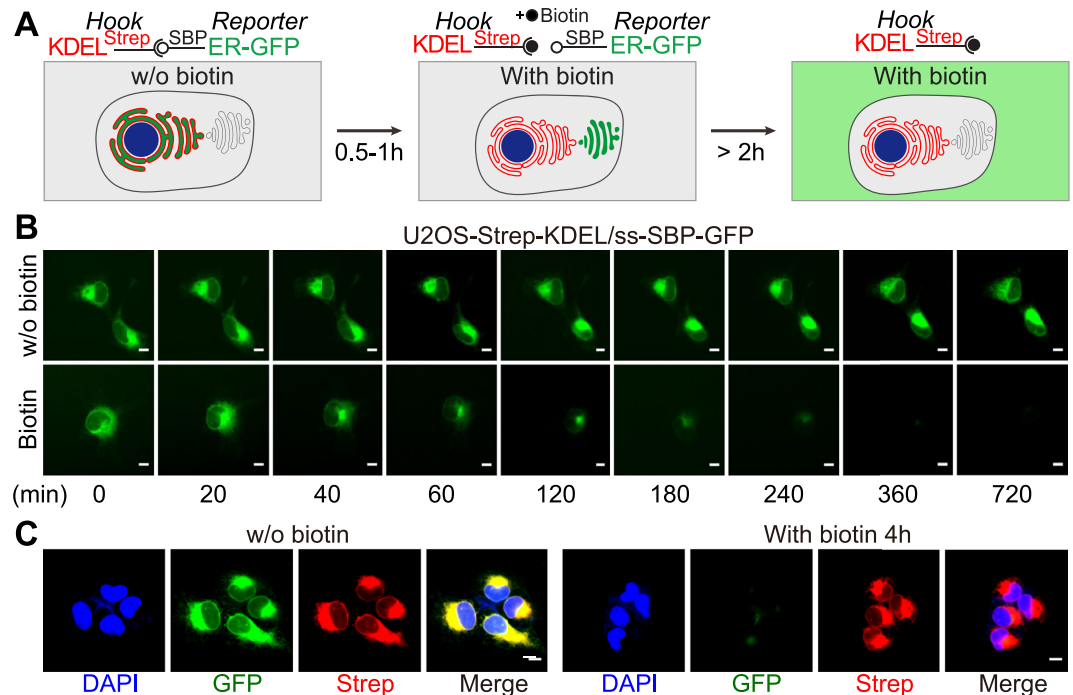 A
Hook Reporter
KDEL Strep SBP ER-GFP
w/o biotin
0.5-1h
+ Biotin
Hook Reporter
KDEL Strep SBP ER-GFP
With biotin
> 2h
Hook
KDEL Strep
With biotin
B
U2OS-Strep-KDEL/ss-SBP-GFP
w/o biotin
Biotin
(min) 0 20 40 60 120 180 240 360 720
C
w/o biotin With biotin 4h
DAPI GFP Strep Merge DAPI GFP Strep Merge